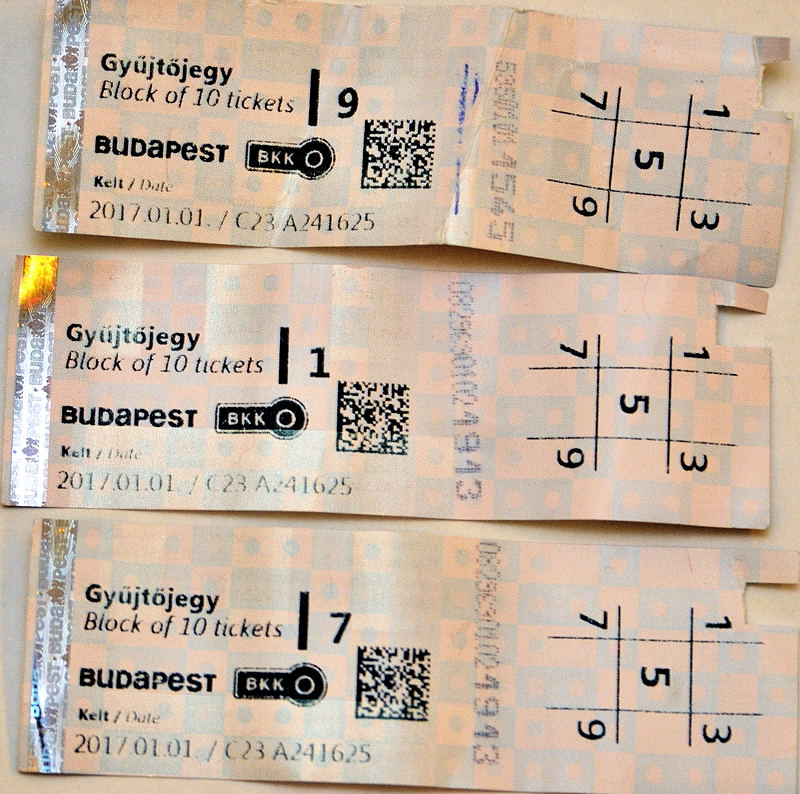 Gyűjtőjegy
Block of 10 tickets | 9
BUDAPEST BKK
Kelt / Date
2017.01.01. / C23 A241625
1 3
5
7 9
Gyűjtőjegy
Block of 10 tickets | 1
BUDAPEST BKK
Kelt / Date
2017.01.01. / C23 A241625
1 3
5
7 9
Gyűjtőjegy
Block of 10 tickets | 7
BUDAPEST BKK
Kelt / Date
2017.01.01. / C23 A241625
1 3
5
7 9